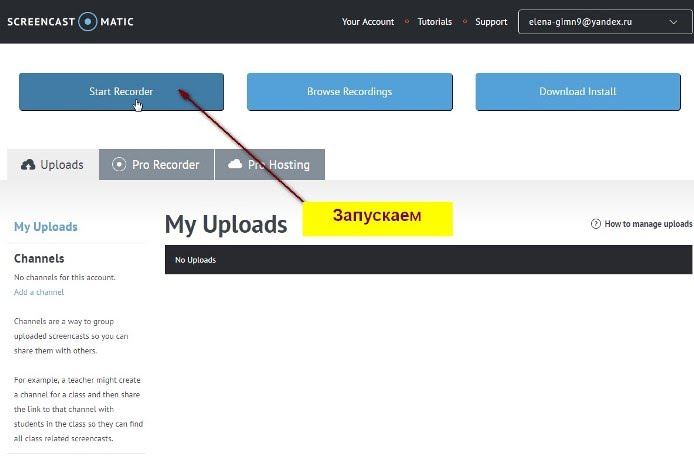 SCREENCAST MATIC
Your Account
Tutorials
Support
elena-gimn9@yandex.ru
Start Recorder
Browse Recordings
Download Install
Uploads
Pro Recorder
Pro Hosting
Запускаем
My Uploads
Channels
No channels for this account.
Add a channel
Channels are a way to group
uploaded screencasts so you can
share them with others.
For example, a teacher might create
a channel for a class and then share
the link to that channel with
students in the class so they can find
all class related screencasts.
My Uploads
How to manage uploads
No Uploads